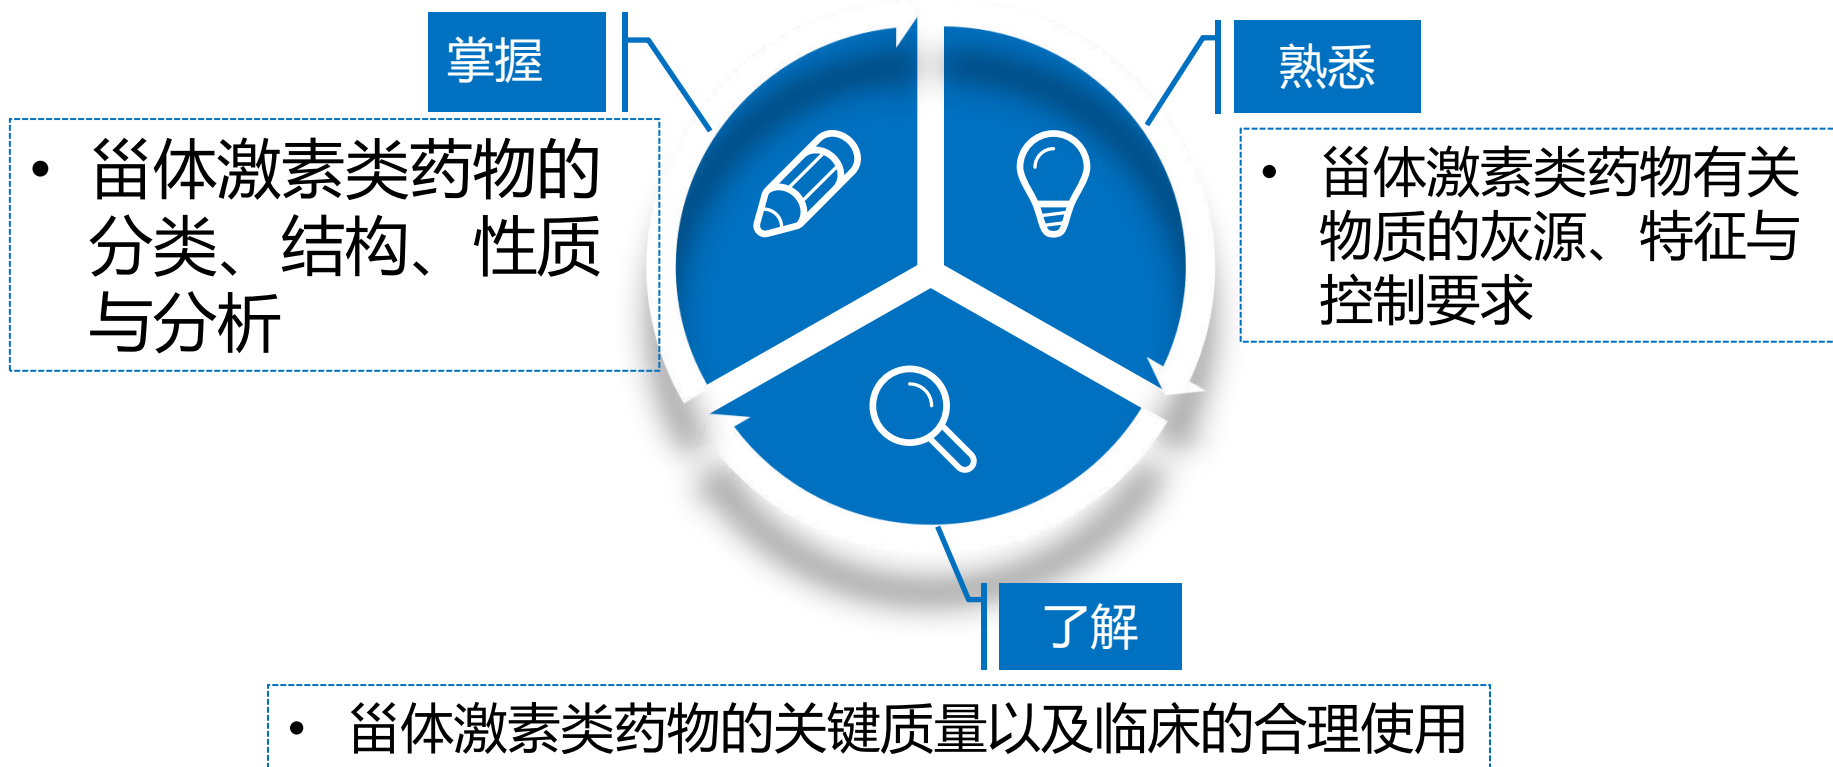 掌握
• 甾体激素类药物的
分类、结构、性质
与分析
熟悉
• 甾体激素类药物有关
物质的灰源、特征与
控制要求
了解
• 甾体激素类药物的关键质量以及临床的合理使用